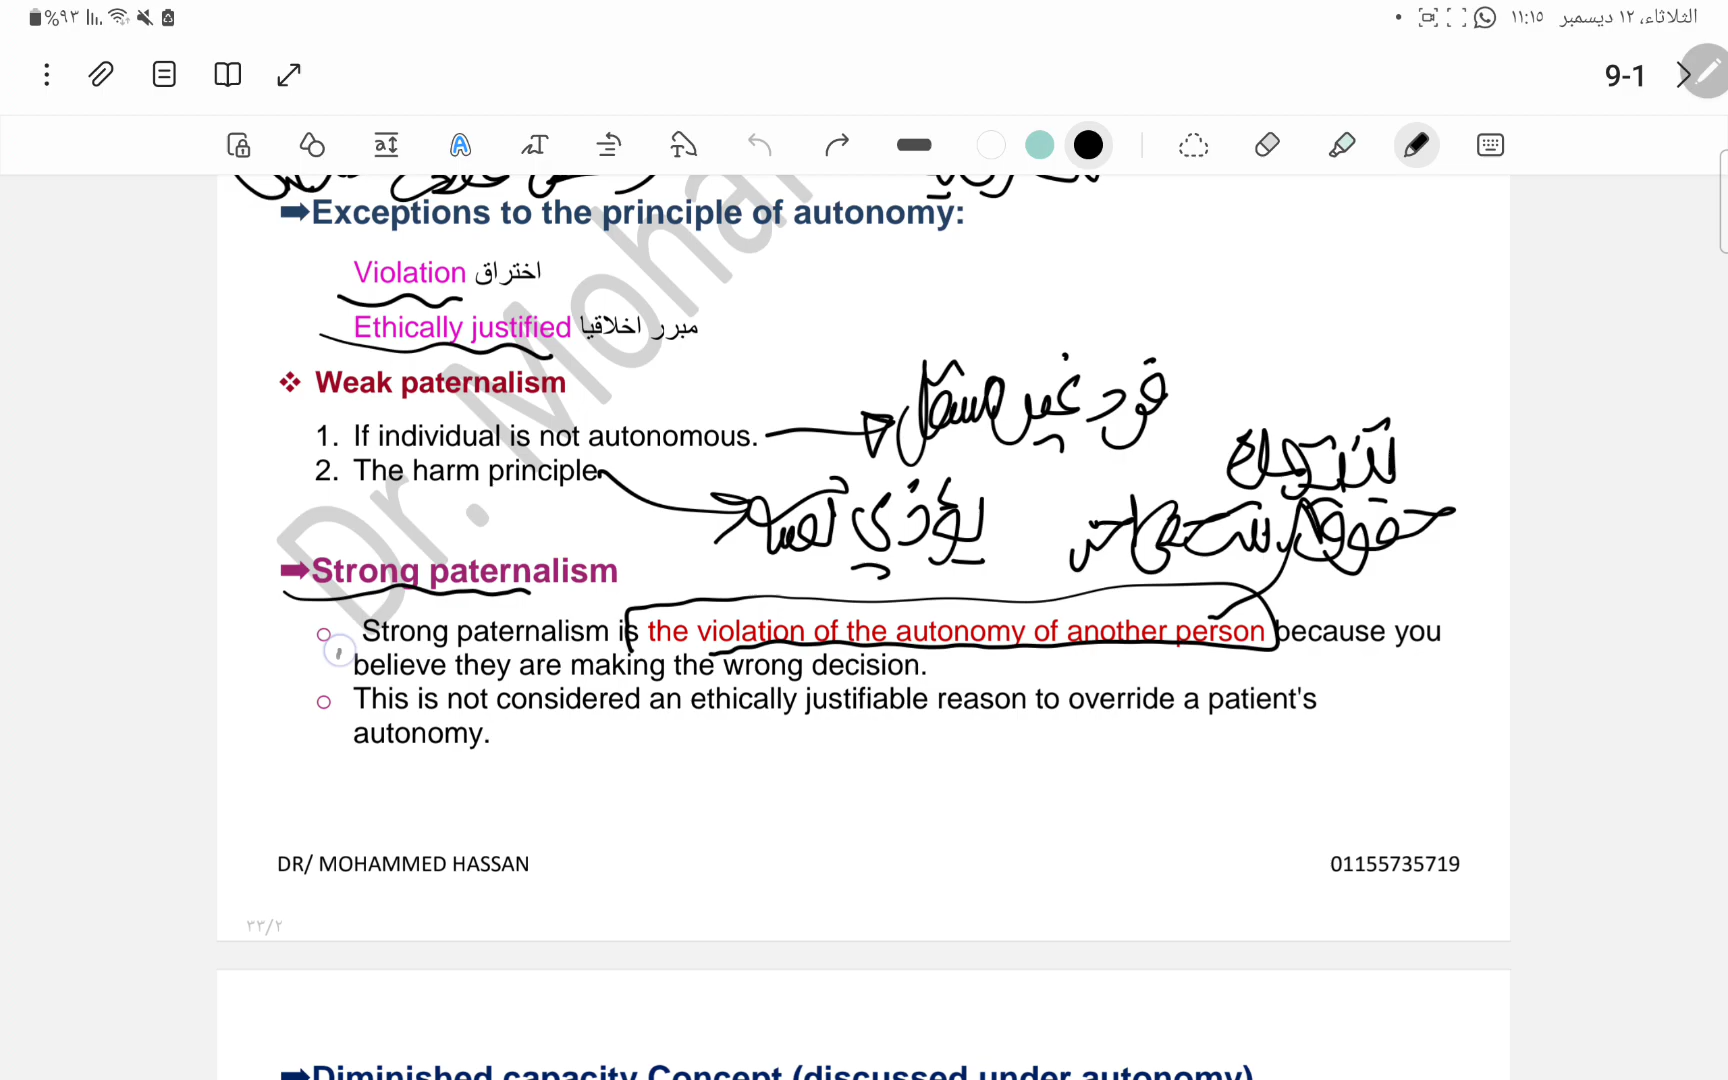 %٩٣
الثلاثاء، ١٢ ديسمبر ١١:١٥
9-1
Exceptions to the principle of autonomy:
Violation اختراق
Ethically justified مبرر اخلاقيا
❖ Weak paternalism
1. If individual is not autonomous.
فرد غير مستقل
2. The harm principle
يؤذي نفسه
حقوق شخص
➡Strong paternalism
o Strong paternalism is the violation of the autonomy of another person because you
believe they are making the wrong decision.
o This is not considered an ethically justifiable reason to override a patient's
autonomy.
DR/ MOHAMMED HASSAN
01155735719
٣٣/٢
➡Diminished capacity Concept (discussed under autonomy)
Dr. Moha